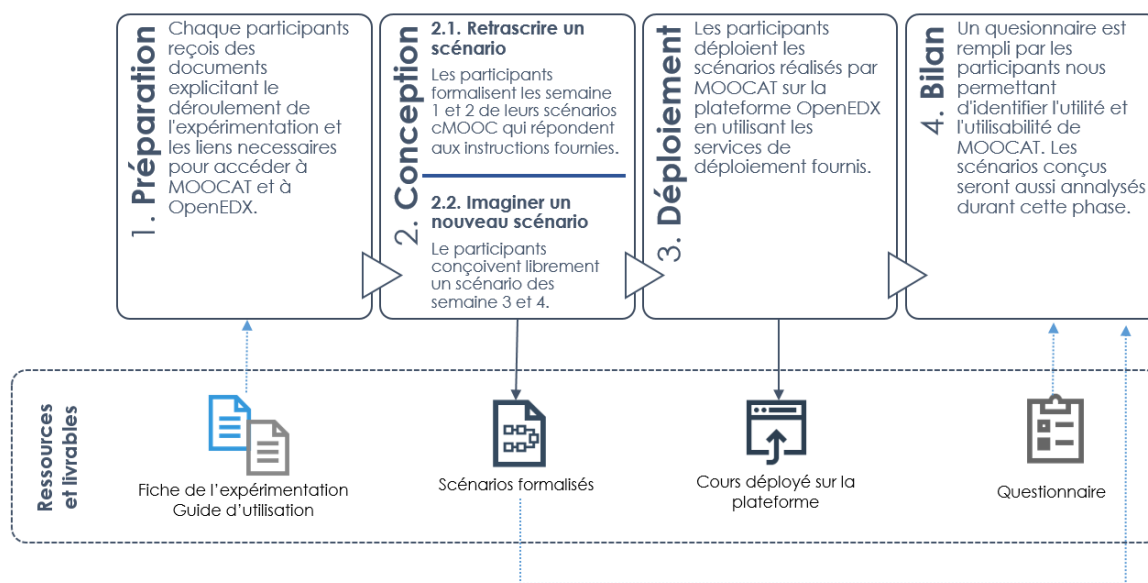 1. Préparation
Chaque participants
reçois des
documents
explicitant le
déroulement de
l'expérimentation et
les liens necessaires
pour accéder à
MOOCAT et à
OpenEDX.
2. Conception
2.1. Retrascrire un
scénario
Les participants
formalisent les semaine
1 et 2 de leurs scénarios
cMOOC qui répondent
aux instructions fournies.
2.2. Imaginer un
nouveau scénario
Le participants
conçoivent librement
un scénario des
semaine 3 et 4.
3. Déploiement
Les participants
déploient les
scénarios réalisés par
MOOCAT sur la
plateforme OpenEDX
en utilisant les
services de
déploiement fournis.
4. Bilan
Un quesionnaire est
rempli par les
participants nous
permettant
d'identifier l'utilité et
l'utilisabilité de
MOOCAT. Les
scénarios conçus
seront aussi annalysés
durant cette phase.
Ressources
et livrables
Fiche de l'expérimentation
Guide d'utilisation
Scénarios formalisés
Cours déployé sur la
plateforme
Questionnaire